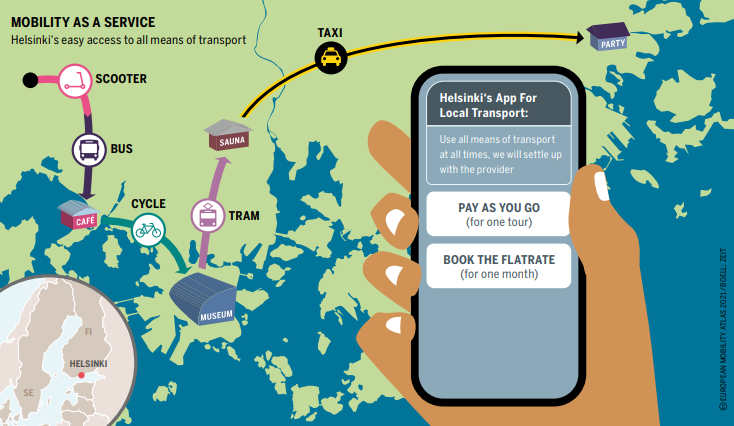 MOBILITY AS A SERVICE
Helsinki's easy access to all means of transport
TAXI
PARTY
SCOOTER
Helsinki's App For
Local Transport:
Use all means of transport
at all times, we will settle up
with the provider
SAUNA
BUS
CYCLE
CAFÉ
TRAM
PAY AS YOU GO
(for one tour)
BOOK THE FLATRATE
(for one month)
MUSEUM
FI
HELSINKI
SE
EUROPEAN MOBILITY ATLAS 2021/BOELL: ZEIT